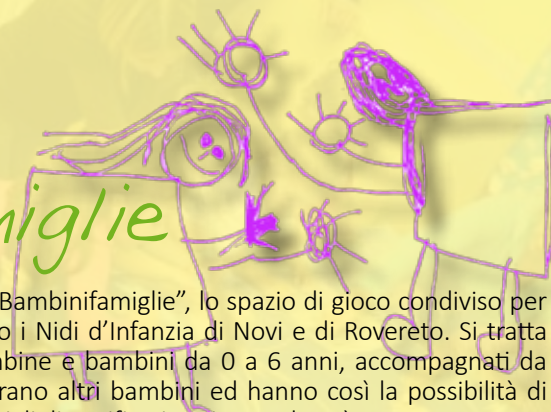 miglie
Bambinifamiglie”, lo spazio di gioco condiviso per
o i Nidi d’Infanzia di Novi e di Rovereto. Si tratta
bine e bambini da 0 a 6 anni, accompagnati da
rano altri bambini ed hanno così la possibilità di